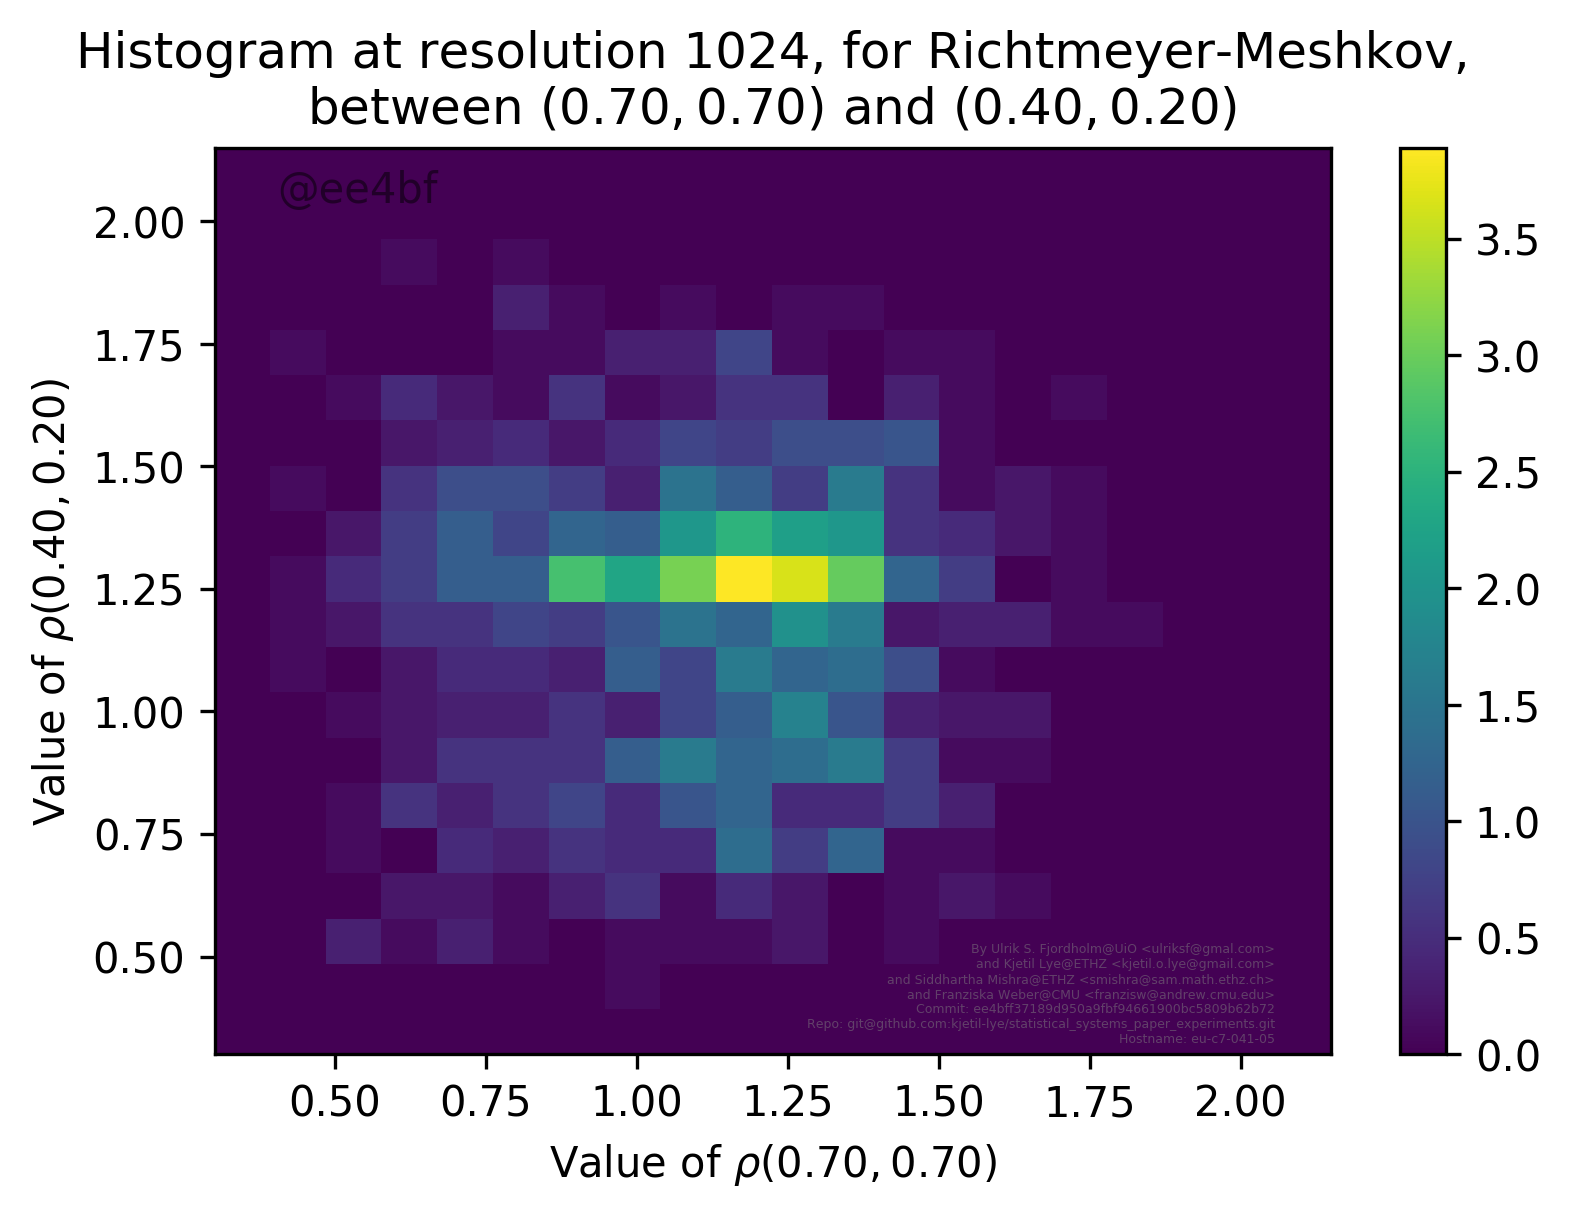 Histogram at resolution 1024, for Richtmeyer-Meshkov,
between (0.70, 0.70) and (0.40, 0.20)
@ee4bf
2.00
1.75
1.50
1.25
1.00
0.75
0.50
Value of ρ(0.40, 0.20)
0.50 0.75 1.00 1.25 1.50 1.75 2.00
Value of ρ(0.70, 0.70)
3.5
3.0
2.5
2.0
1.5
1.0
0.5
0.0
By Ulrik S. Fjordholm@UiO <ulriksf@gmal.com>
and Kjetil Lye@ETHZ <kjetil.o.lye@gmail.com>
and Siddhartha Mishra@ETHZ <smishra@sam.math.ethz.ch>
and Franziska Weber@CMU <franzisw@andrew.cmu.edu>
Commit: ee4bff37189d950a9fbf94661900bc5809b62b72
Repo: git@github.com:kjetil-lye/statistical_systems_paper_experiments.git
Hostname: eu-c7-041-05